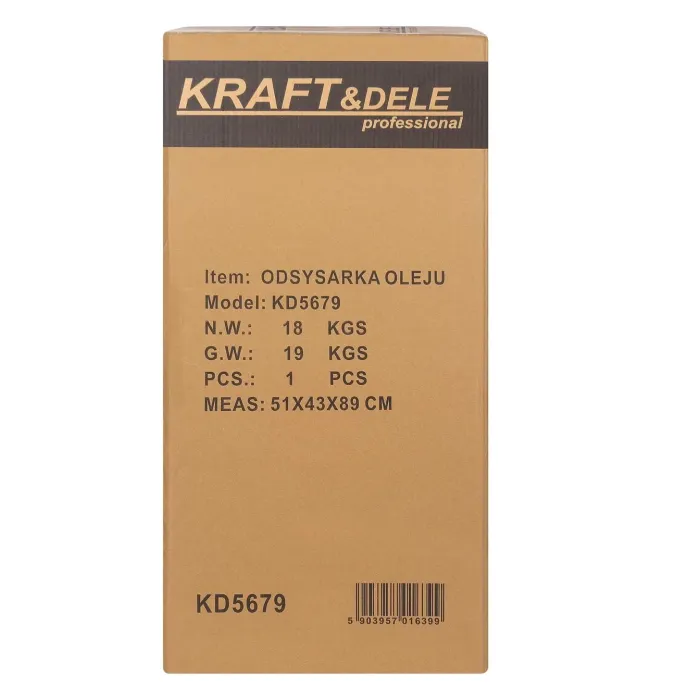 KRAFT&DELE
professional
Item: ODSYSARKA OLEJU
Model: KD5679
N.W.: 18 KGS
G.W.: 19 KGS
PCS.: 1 PCS
MEAS: 51X43X89 CM
KD5679
5 903957 016399